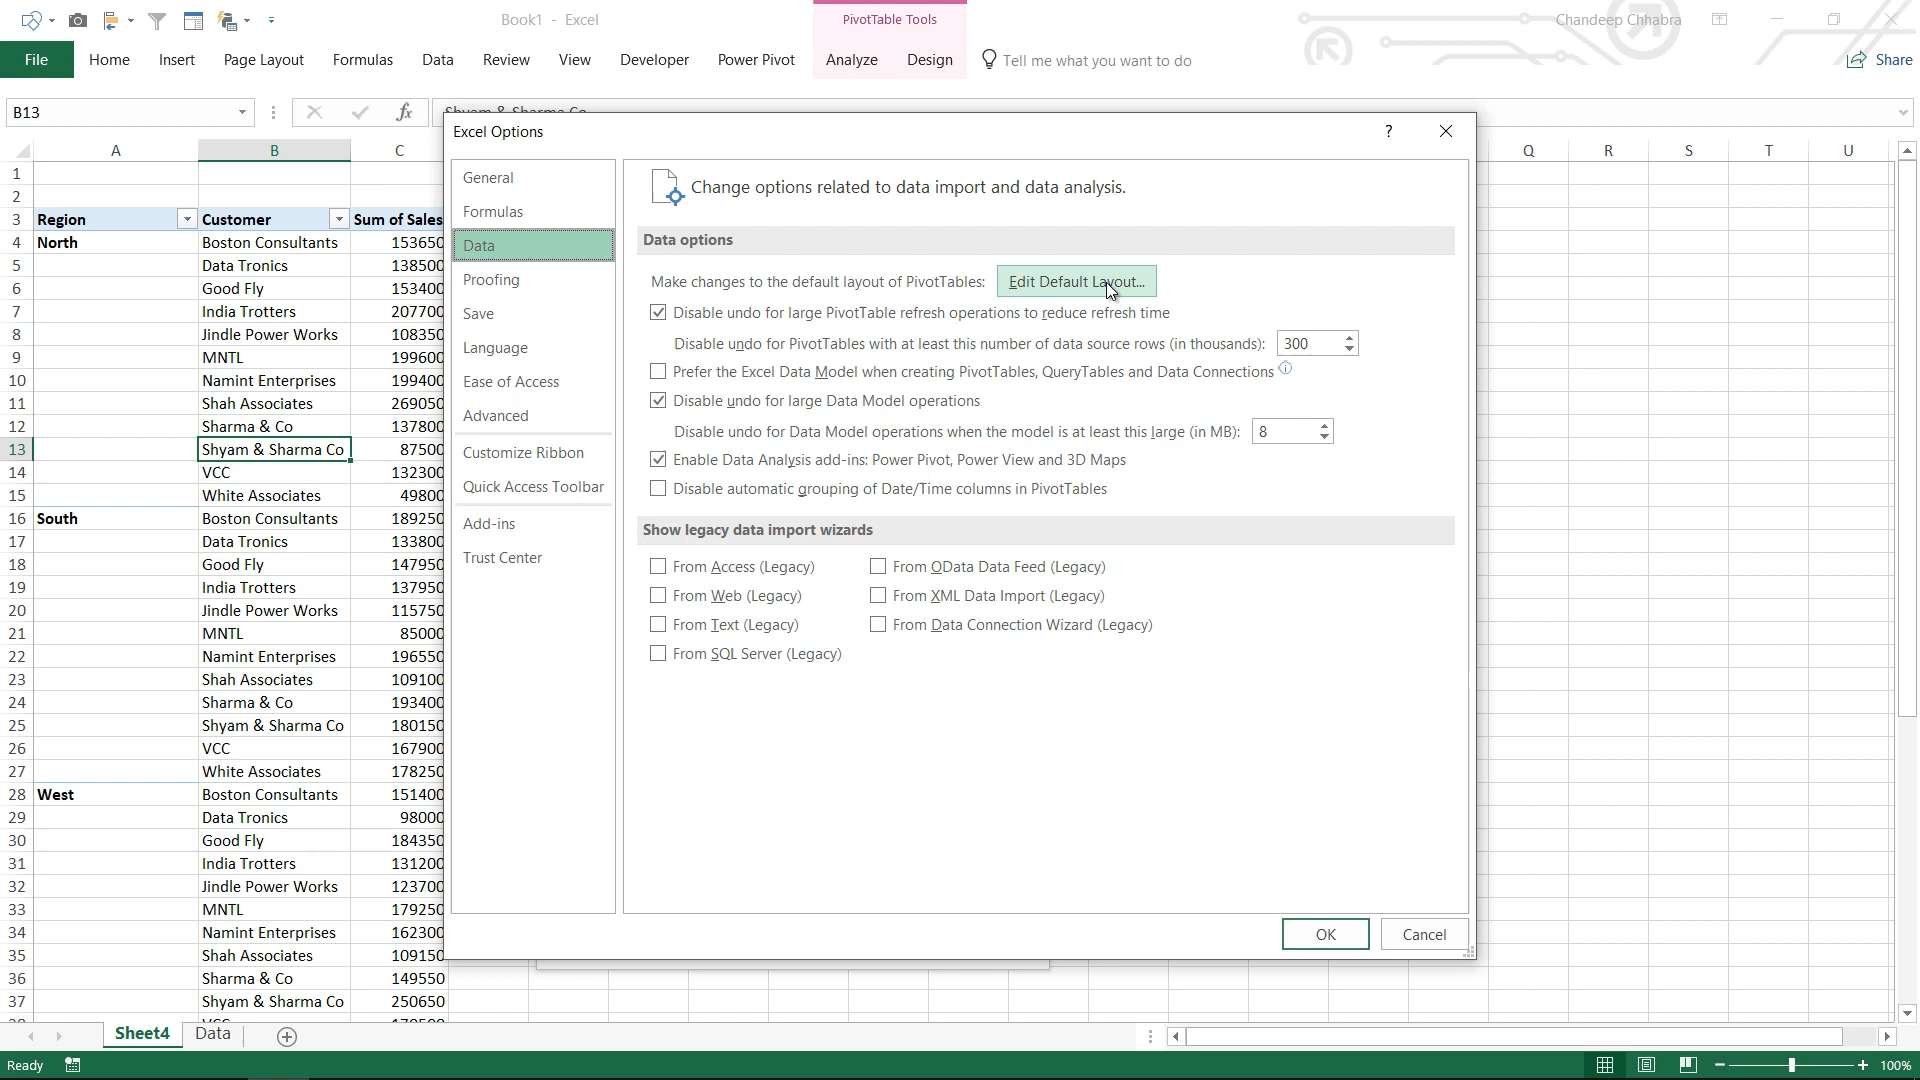 Book1 - Excel
PivotTable Tools
Chandeep Chhabra
File Home Insert Page Layout Formulas Data Review View Developer Power Pivot Analyze Design Tell me what you want to do Share
B13 fx
A B C Q R S T U
1
2
3 Region Customer Sum of Sales
4 North Boston Consultants 153650
5 Data Tronics 138500
6 Good Fly 153400
7 India Trotters 207700
8 Jindle Power Works 108350
9 MNTL 199600
10 Namint Enterprises 199400
11 Shah Associates 269050
12 Sharma & Co 137800
13 Shyam & Sharma Co 87500
14 VCC 132300
15 White Associates 49800
16 South Boston Consultants 189250
17 Data Tronics 133800
18 Good Fly 147950
19 India Trotters 137950
20 Jindle Power Works 115750
21 MNTL 85000
22 Namint Enterprises 196550
23 Shah Associates 109100
24 Sharma & Co 193400
25 Shyam & Sharma Co 180150
26 VCC 167900
27 White Associates 178250
28 West Boston Consultants 151400
29 Data Tronics 98000
30 Good Fly 184350
31 India Trotters 131200
32 Jindle Power Works 123700
33 MNTL 179250
34 Namint Enterprises 162300
35 Shah Associates 109150
36 Sharma & Co 149550
37 Shyam & Sharma Co 250650
Excel Options ?
General
Formulas
Data
Proofing
Save
Language
Ease of Access
Advanced
Customize Ribbon
Quick Access Toolbar
Add-ins
Trust Center
Change options related to data import and data analysis.
Data options
Make changes to the default layout of PivotTables: Edit Default Layout...
Disable undo for large PivotTable refresh operations to reduce refresh time
Disable undo for PivotTables with at least this number of data source rows (in thousands): 300
Prefer the Excel Data Model when creating PivotTables, QueryTables and Data Connections
Disable undo for large Data Model operations
Disable undo for Data Model operations when the model is at least this large (in MB): 8
Enable Data Analysis add-ins: Power Pivot, Power View and 3D Maps
Disable automatic grouping of Date/Time columns in PivotTables
Show legacy data import wizards
From Access (Legacy) From OData Data Feed (Legacy)
From Web (Legacy) From XML Data Import (Legacy)
From Text (Legacy) From Data Connection Wizard (Legacy)
From SQL Server (Legacy)
OK Cancel
Sheet4 Data
Ready 100%